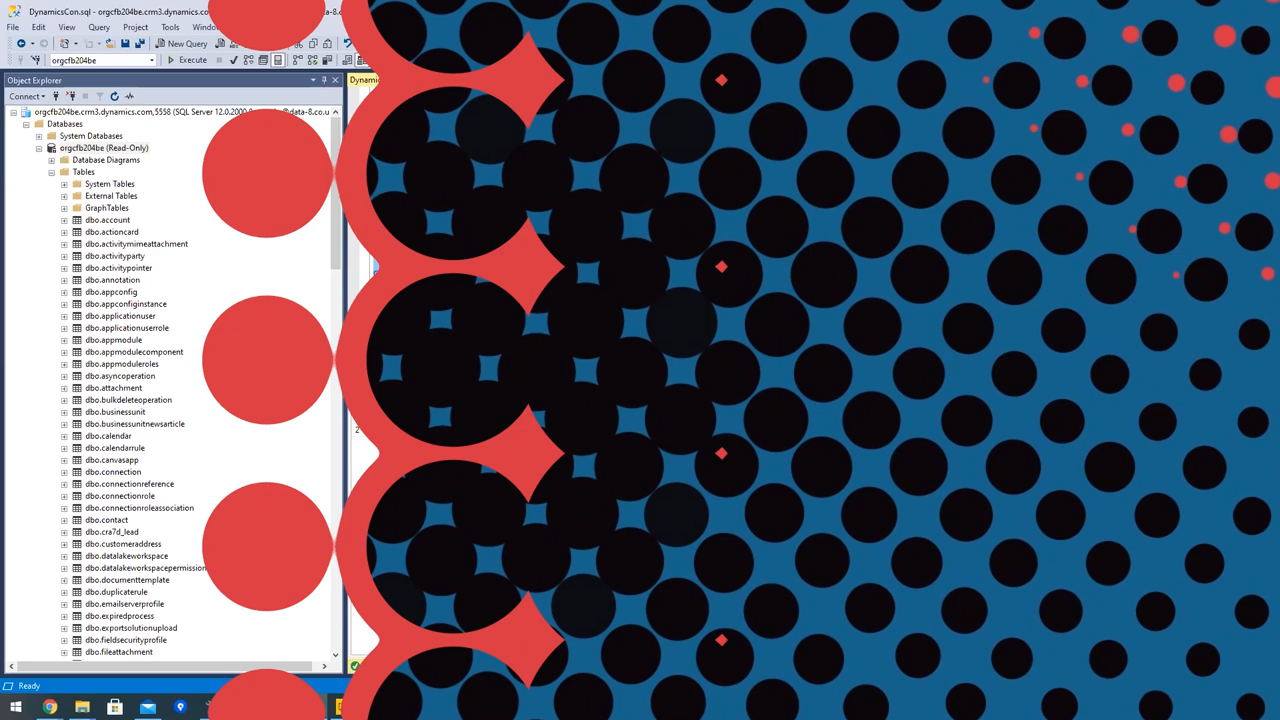 DynamicsCon.sql - orgcfb204be.crm3.dynamics.co
File Edit View Query Project Tools Window
New Query
orgcfb204be Execute
Object Explorer
Dynamic
Connect
orgcfb204be.crm3.dynamics.com,5558 (SQL Server 12.0.2000 @data-8.co.u
Databases
System Databases
orgcfb204be (Read-Only)
Database Diagrams
Tables
System Tables
External Tables
GraphTables
dbo.account
dbo.actioncard
dbo.activitymimeattachment
dbo.activityparty
dbo.activitypointer
dbo.annotation
dbo.appconfig
dbo.appconfiginstance
dbo.applicationuser
dbo.applicationuserrole
dbo.appmodule
dbo.appmodulecomponent
dbo.appmoduleroles
dbo.asyncoperation
dbo.attachment
dbo.bulkdeleteoperation
dbo.businessunit
dbo.businessunitnewsarticle
dbo.calendar
dbo.calendarrule
dbo.canvasapp
dbo.connection
dbo.connectionreference
dbo.connectionrole
dbo.connectionroleassociation
dbo.contact
dbo.cra7d_lead
dbo.customeraddress
dbo.datalakeworkspace
dbo.datalakeworkspacepermission
dbo.documenttemplate
dbo.duplicaterule
dbo.emailserverprofile
dbo.expiredprocess
dbo.exportsolutionupload
dbo.fieldsecurityprofile
dbo.fileattachment
Ready